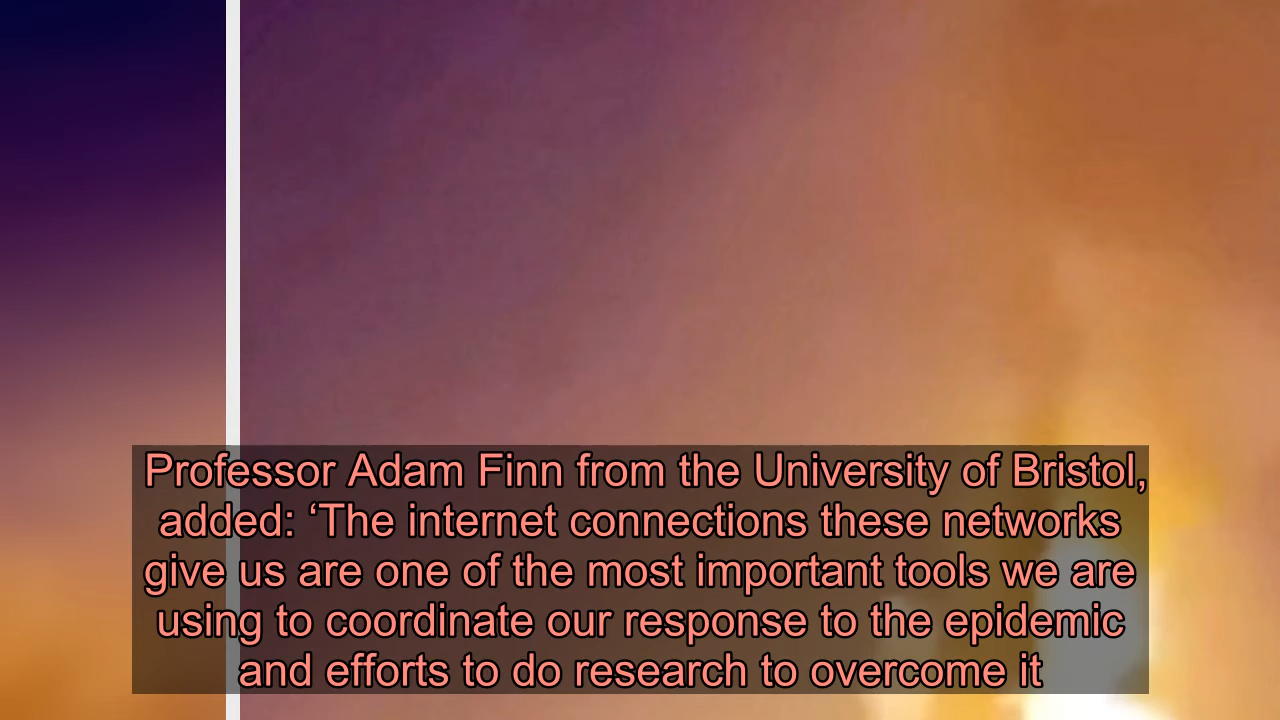 Professor Adam Finn from the University of Bristol,
added: ‘The internet connections these networks
give us are one of the most important tools we are
using to coordinate our response to the epidemic
and efforts to do research to overcome it